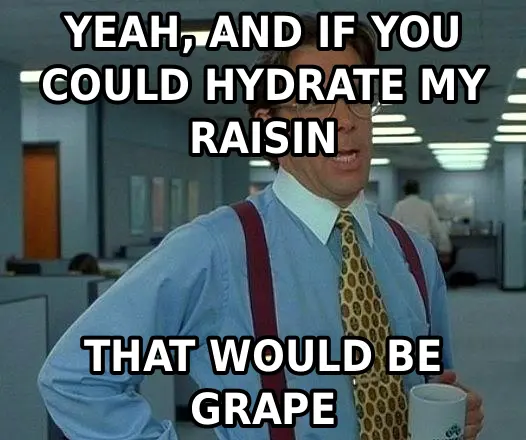 YEAH, AND IF YOU
COULD HYDRATE MY
RAISIN
THAT WOULD BE
GRAPE